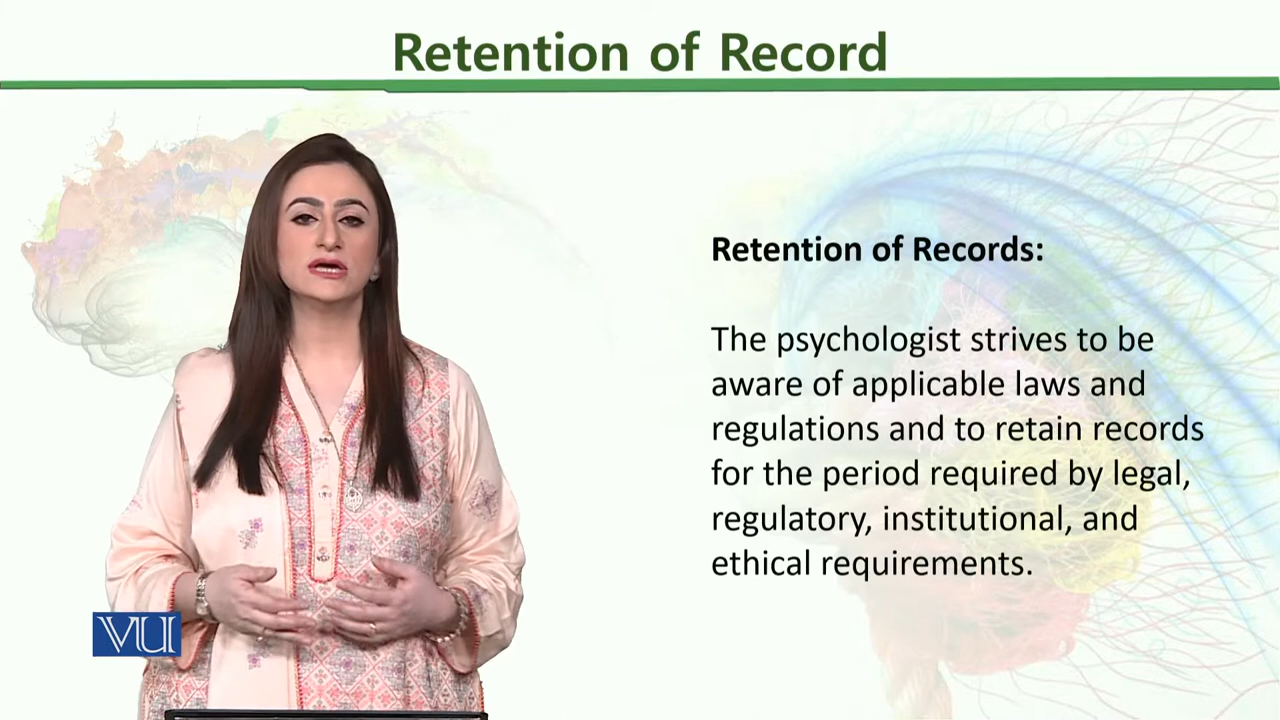 Retention of Record
Retention of Records:
The psychologist strives to be
aware of applicable laws and
regulations and to retain records
for the period required by legal,
regulatory, institutional, and
ethical requirements.
VU